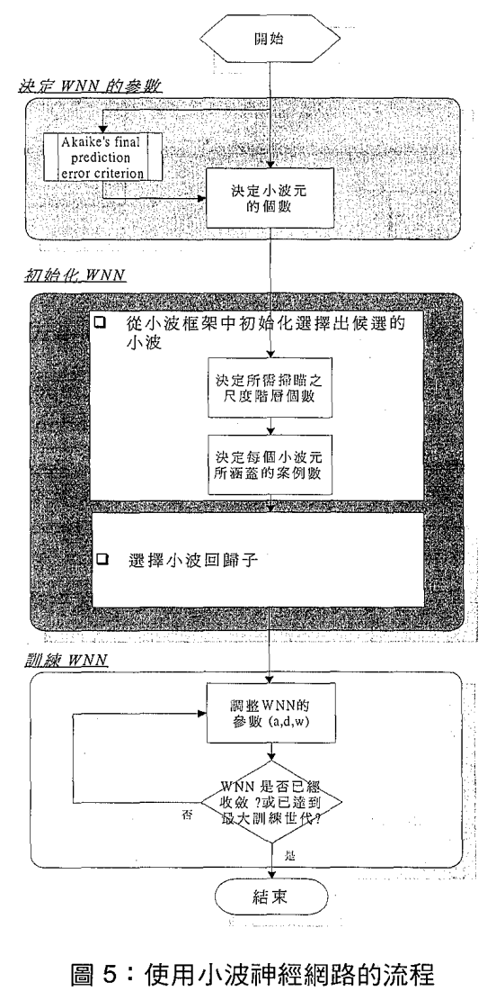 開始
決定 WNN 的參數
Akaike's final
prediction
error criterion
決定小波元
的個數
初始化 WNN
❑ 從小波框架中初始化選擇出候選的
小波
決定所需掃瞄之
尺度階層個數
決定每個小波元
所涵蓋的案例數
❑ 選擇小波回歸子
訓練 WNN
調整WNN的
參數 (a,d,w)
WNN 是否已經
收斂?或已達到
最大訓練世代?
否
是
結束
圖 5：使用小波神經網路的流程